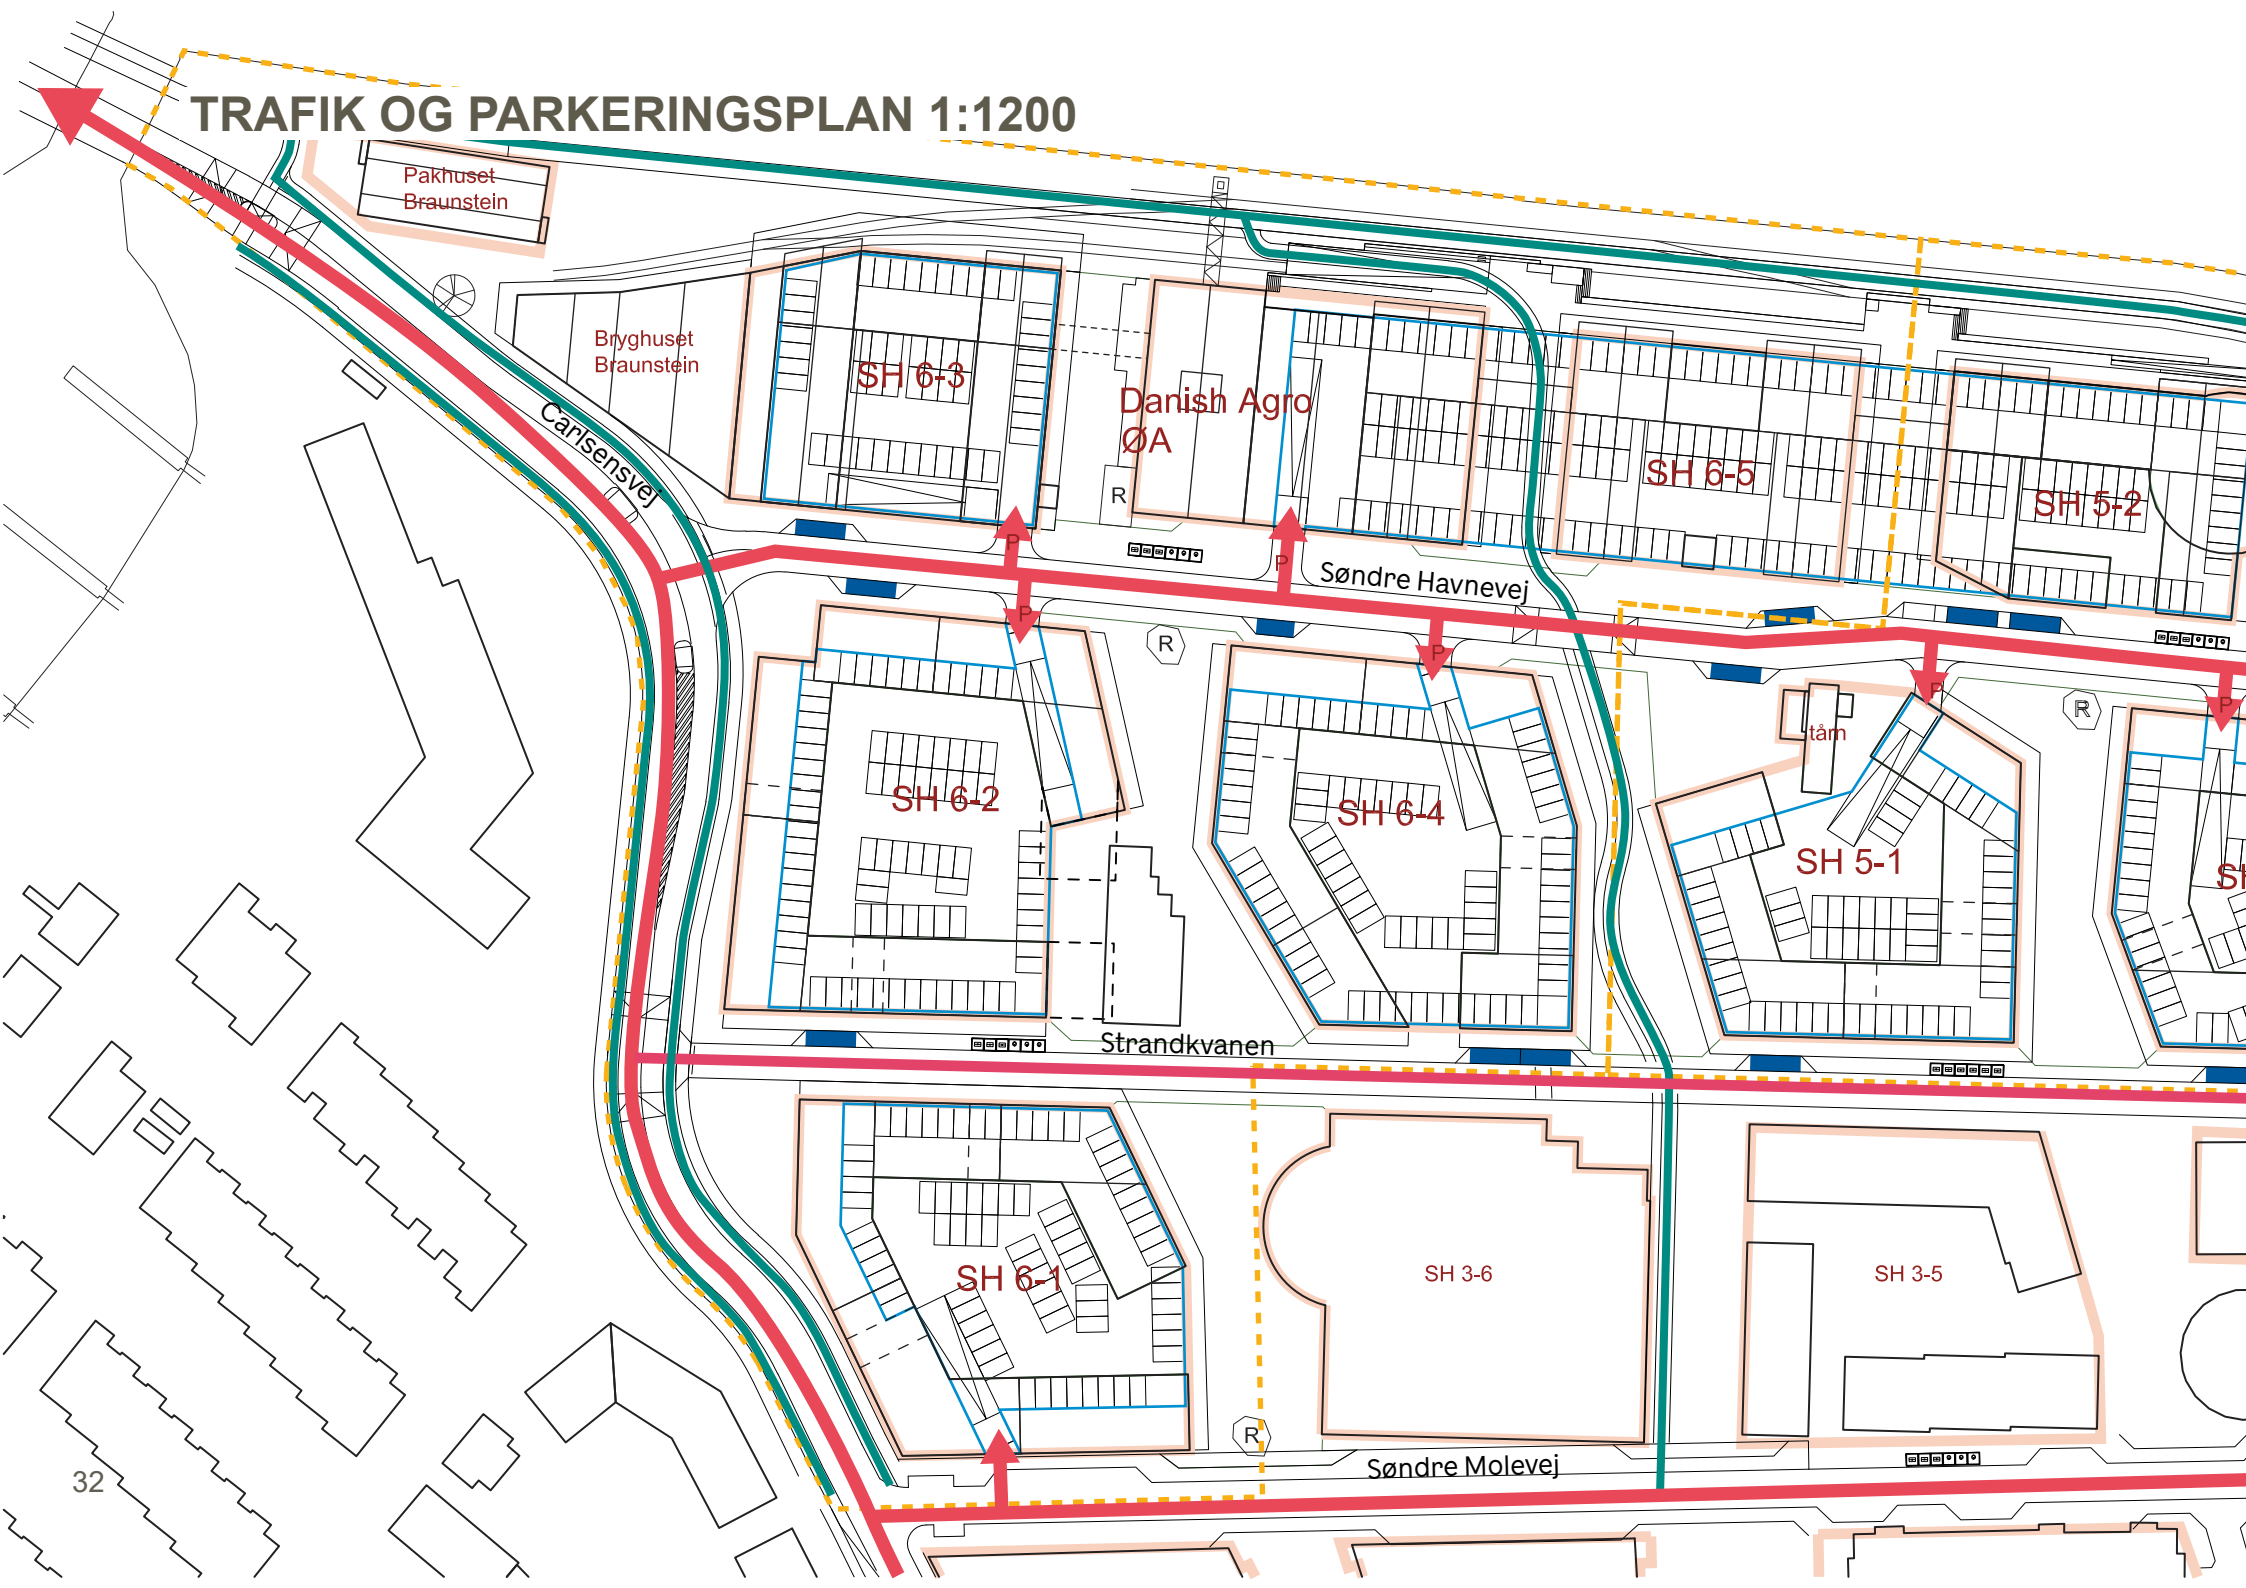 TRAFIK OG PARKERINGSPLAN 1:1200
Pakhuset
Braunstein
Bryghuset
Braunstein
SH 6-3
Danish Agro
ØA
SH 6-5
SH 5-2
Carlsensvej
R
P
P
P
Søndre Havnevej
R
P
P
P
R
tårn
SH 6-2
SH 6-4
SH 5-1
Strandkvanen
SH 6-1
SH 3-6
SH 3-5
R
Søndre Molevej
32